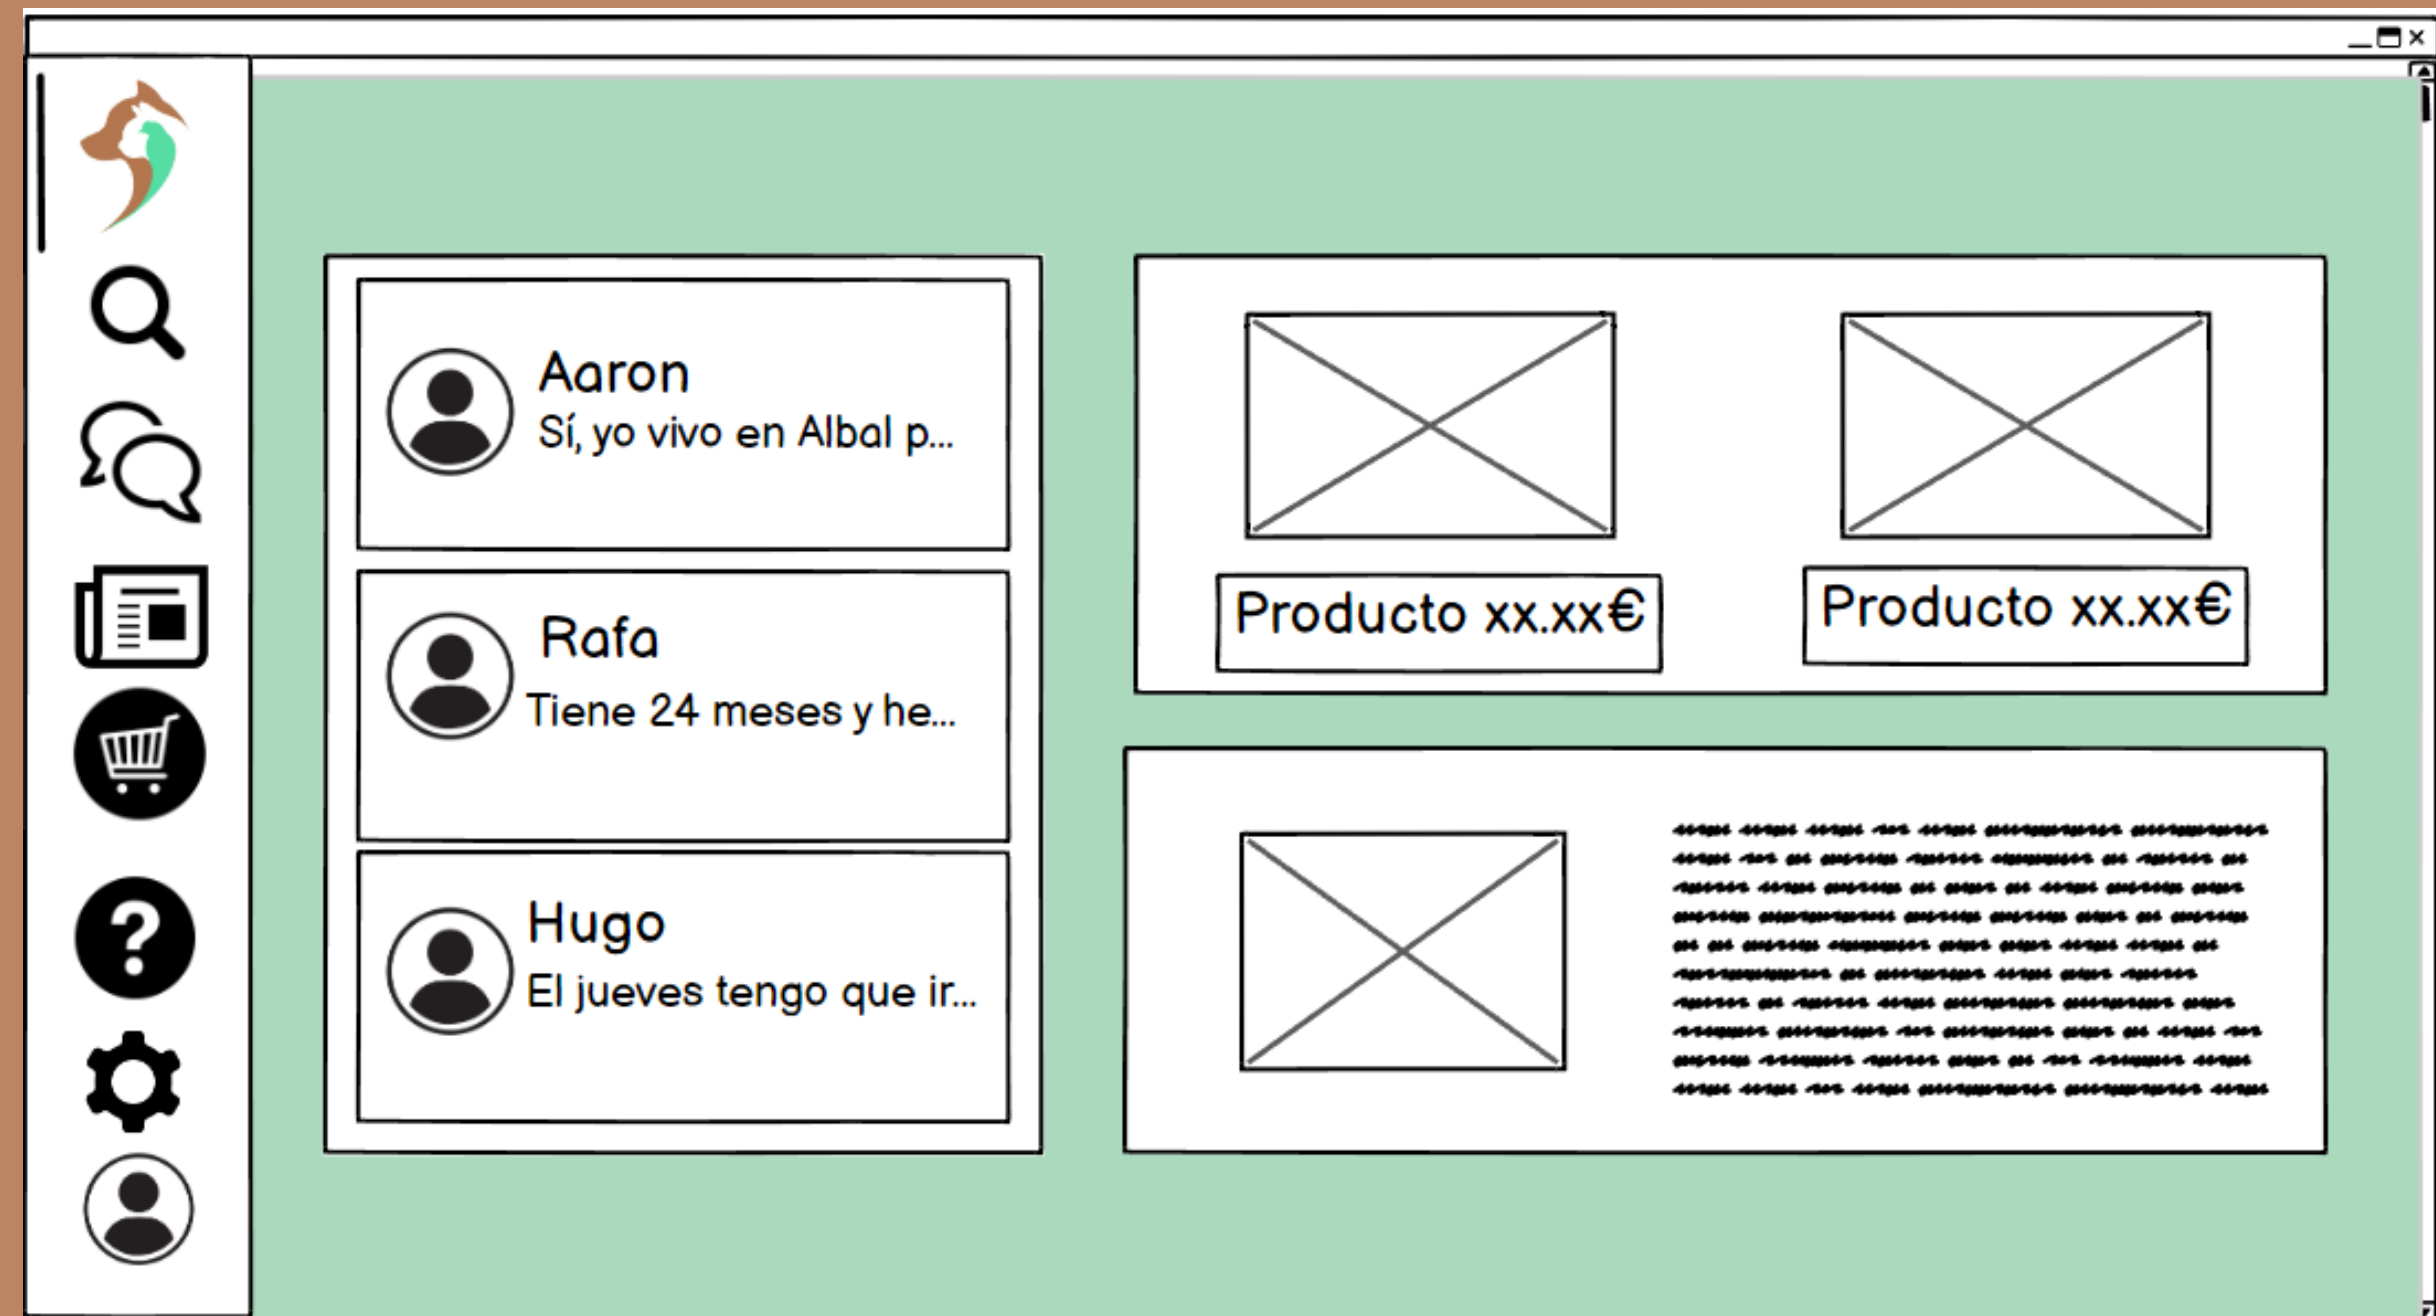 Aaron
Sí, yo vivo en Albal p...
Rafa
Tiene 24 meses y he...
Hugo
El jueves tengo que ir...
Producto xx.xx€
Producto xx.xx€